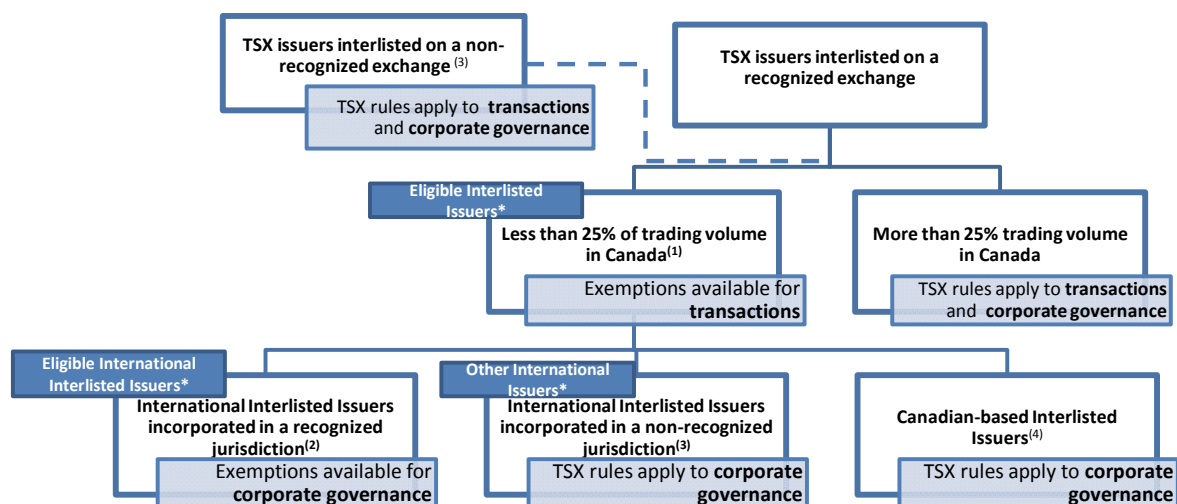 TSX issuers interlisted on a non-
recognized exchange (3)
TSX rules apply to transactions
and corporate governance
TSX issuers interlisted on a
recognized exchange
Eligible Interlisted
Issuers*
Less than 25% of trading volume
in Canada(1)
Exemptions available for
transactions
More than 25% trading volume
in Canada
TSX rules apply to transactions
and corporate governance
Eligible International
Interlisted Issuers*
International Interlisted Issuers
incorporated in a recognized
jurisdiction(2)
Exemptions available for
corporate governance
Other International
Issuers*
International Interlisted Issuers
incorporated in a non-recognized
jurisdiction(3)
TSX rules apply to corporate
governance
Canadian-based Interlisted
Issuers(4)
TSX rules apply to corporate
governance